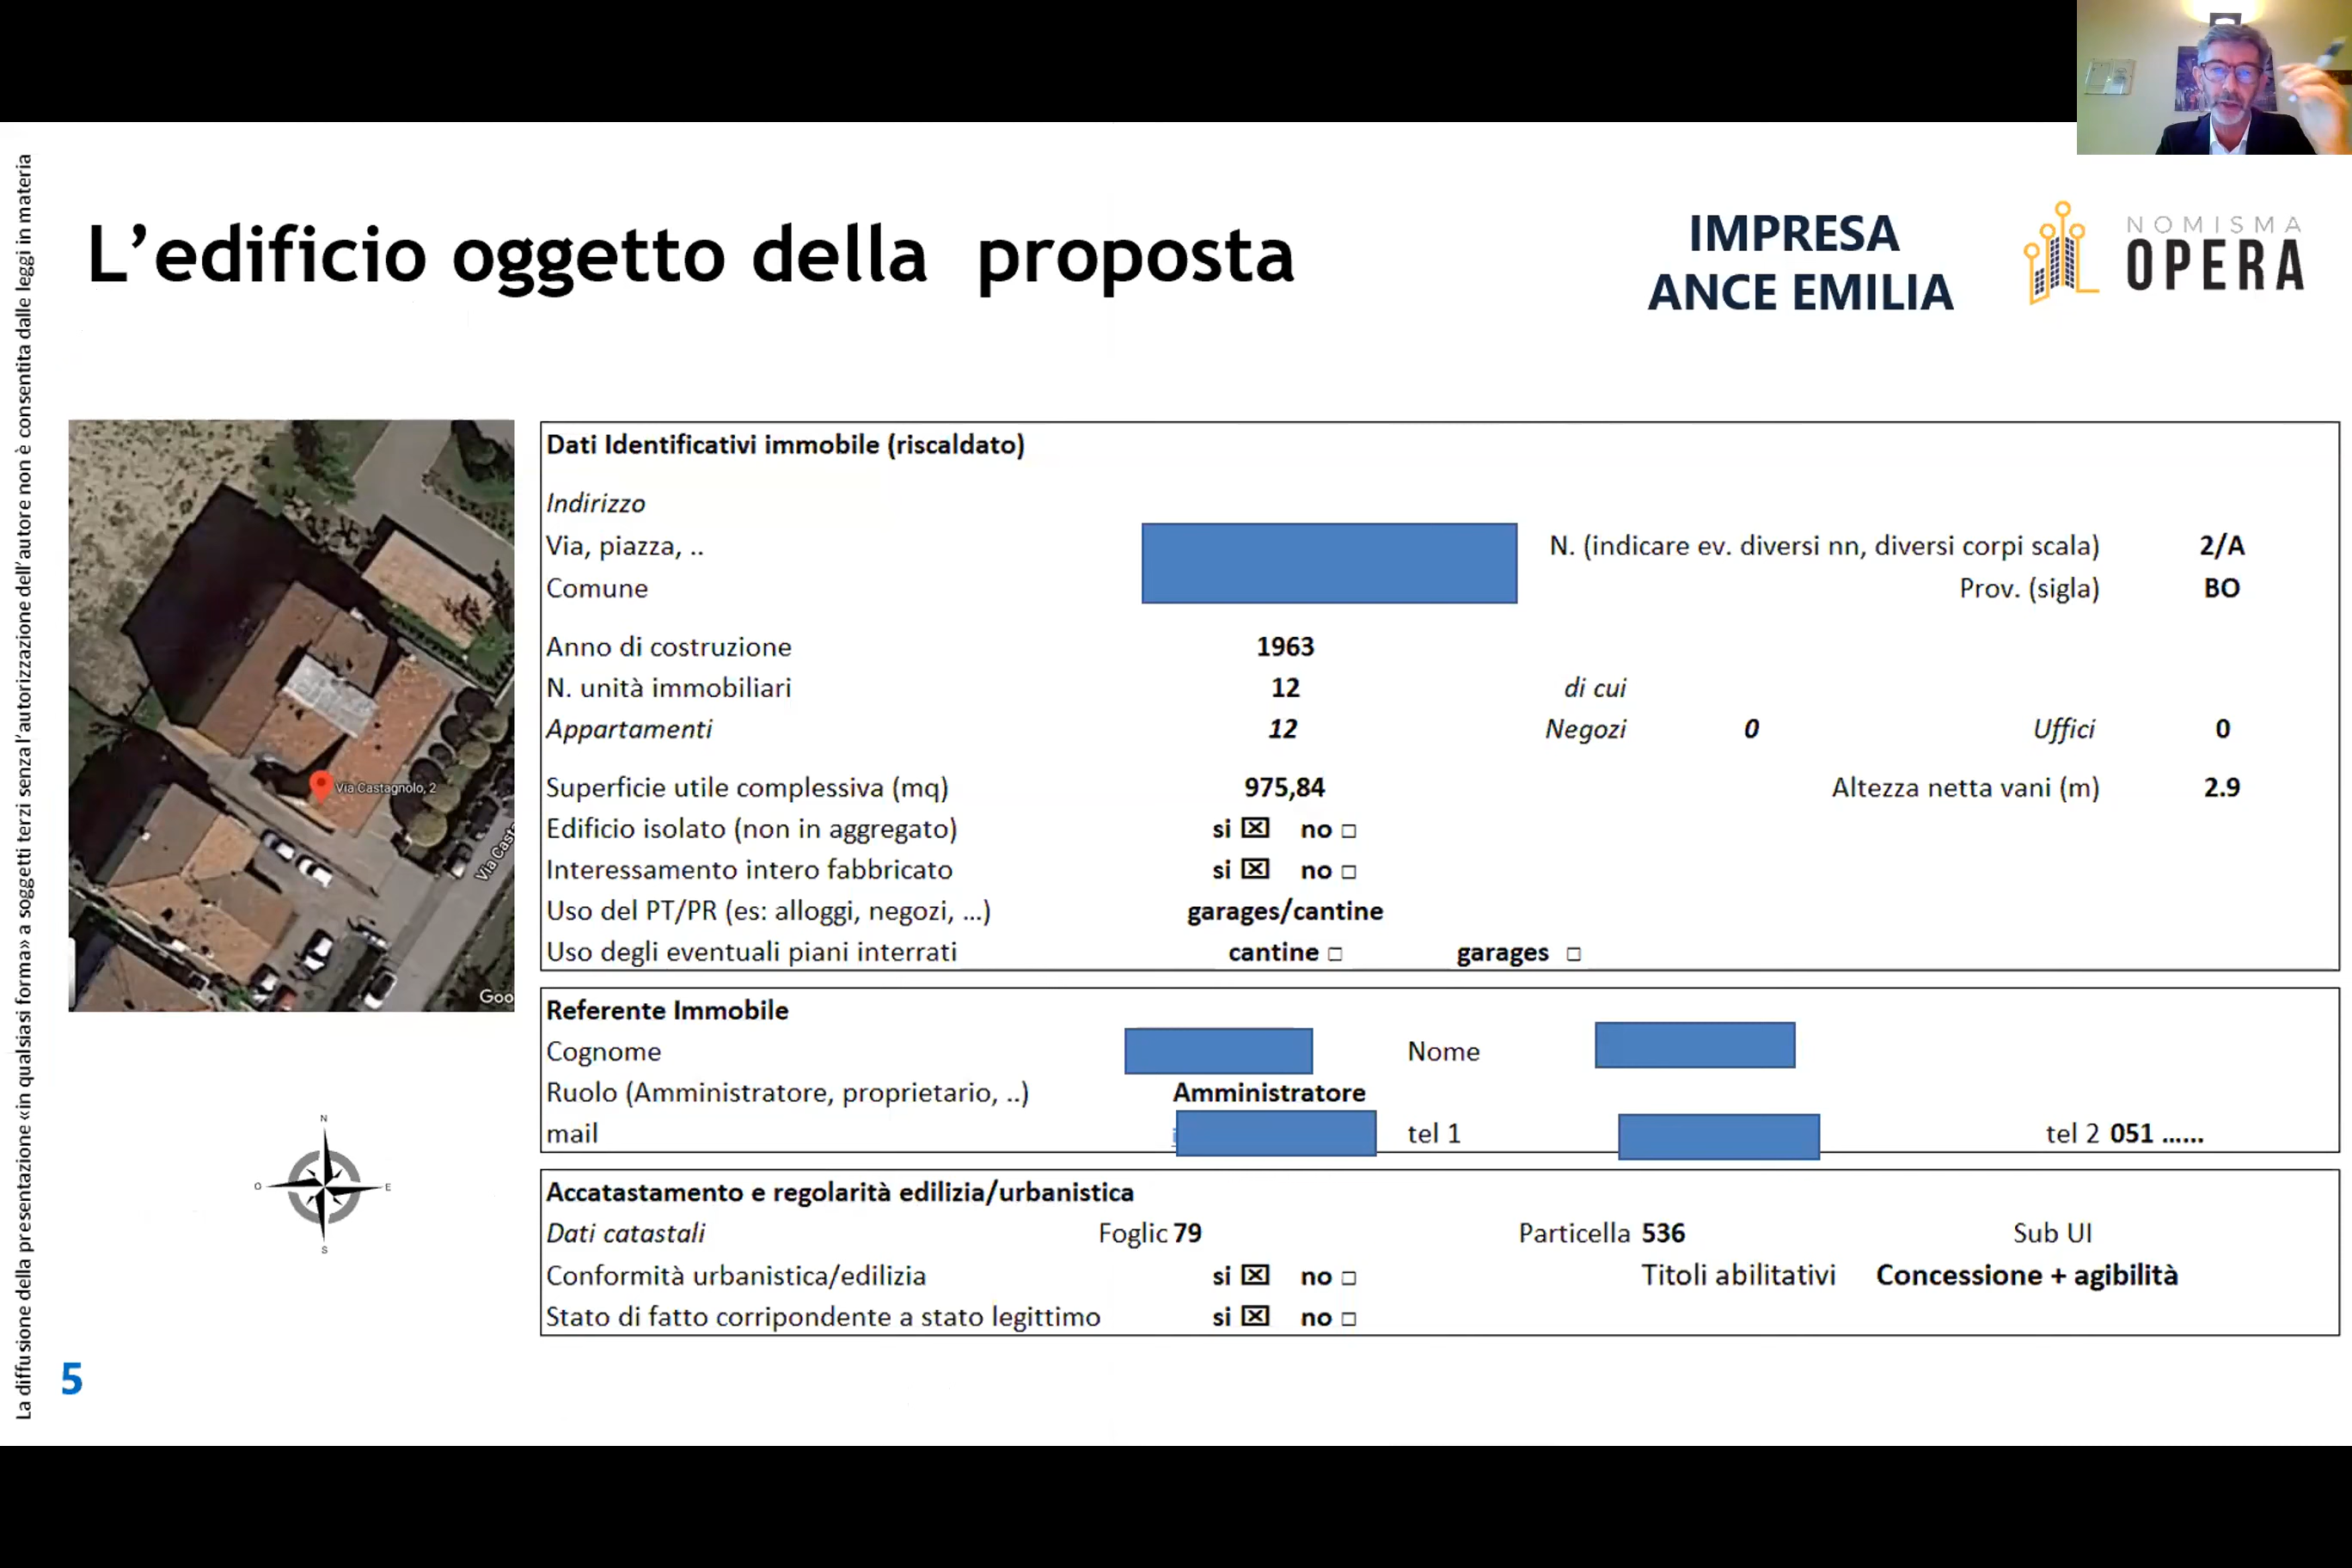 La diffusione della presentazione «in qualsiasi forma» a soggetti terzi senza l'autorizzazione dell'autore non è consentita dalle leggi in materia
L'edificio oggetto della proposta
IMPRESA
ANCE EMILIA
NOMISMA
OPERA
Via Castagnolo, 2
Via Cast
Goo
N
O
E
S
Dati Identificativi immobile (riscaldato)
Indirizzo
Via, piazza, .. N. (indicare ev. diversi nn, diversi corpi scala) 2/A
Comune Prov. (sigla) BO
Anno di costruzione 1963
N. unità immobiliari 12 di cui
Appartamenti 12 Negozi 0 Uffici 0
Superficie utile complessiva (mq) 975,84 Altezza netta vani (m) 2.9
Edificio isolato (non in aggregato) si ☒ no □
Interessamento intero fabbricato si ☒ no □
Uso del PT/PR (es: alloggi, negozi, ...) garages/cantine
Uso degli eventuali piani interrati cantine □ garages □
Referente Immobile
Cognome Nome
Ruolo (Amministratore, proprietario, ..) Amministratore
mail tel 1 tel 2 051 ......
Accatastamento e regolarità edilizia/urbanistica
Dati catastali Foglic 79 Particella 536 Sub UI
Conformità urbanistica/edilizia si ☒ no □ Titoli abilitativi Concessione + agibilità
Stato di fatto corripondente a stato legittimo si ☒ no □
5